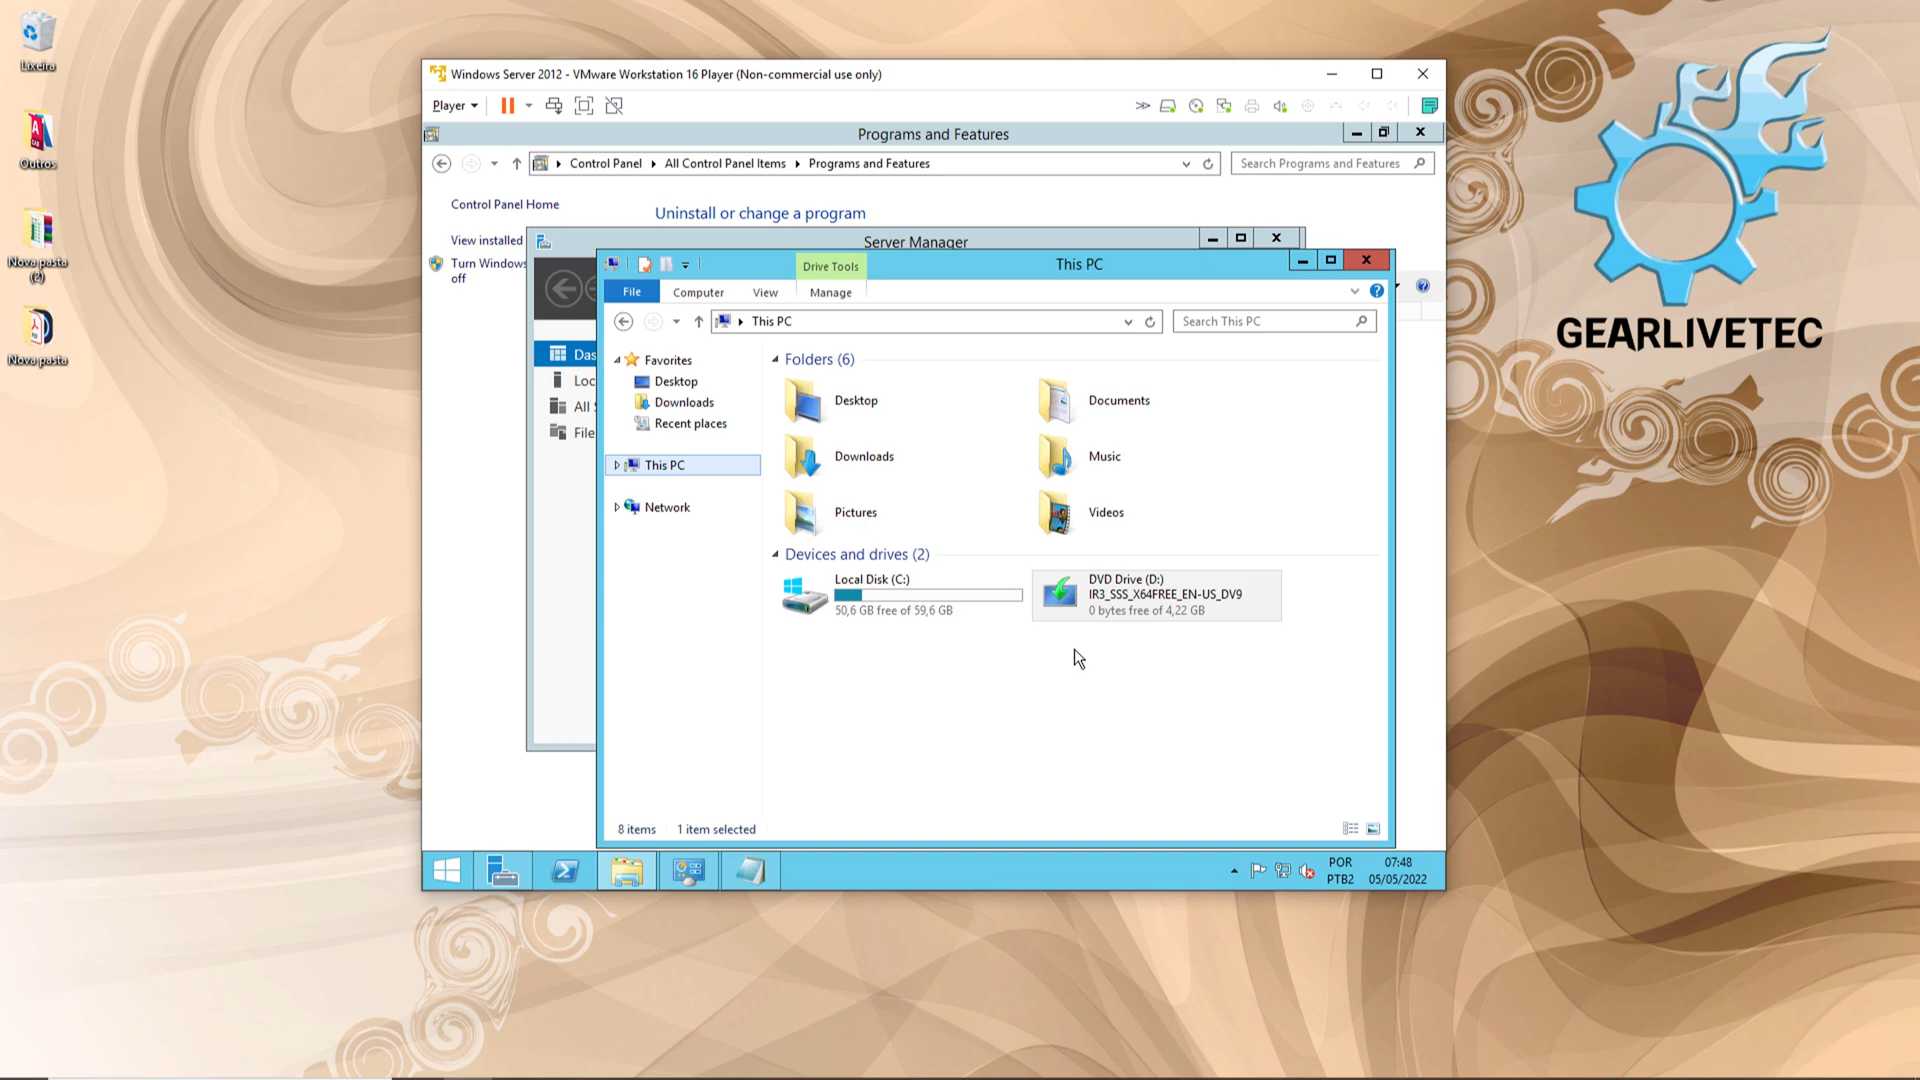 Lixeira
Outros
Nova pasta
(2)
Nova pasta
GEARLIVETEC
Windows Server 2012 - VMware Workstation 16 Player (Non-commercial use only)
Player
Programs and Features
Control Panel
All Control Panel Items
Programs and Features
Search Programs and Features
Control Panel Home
View installed
Turn Windows
off
Uninstall or change a program
Server Manager
Das
Loc
All S
File
Drive Tools
This PC
File
Computer
View
Manage
This PC
Search This PC
Favorites
Desktop
Downloads
Recent places
This PC
Network
Folders (6)
Desktop
Documents
Downloads
Music
Pictures
Videos
Devices and drives (2)
Local Disk (C:)
50,6 GB free of 59,6 GB
DVD Drive (D:)
IR3_SSS_X64FREE_EN-US_DV9
0 bytes free of 4,22 GB
8 items
1 item selected
POR
PTB2
07:48
05/05/2022